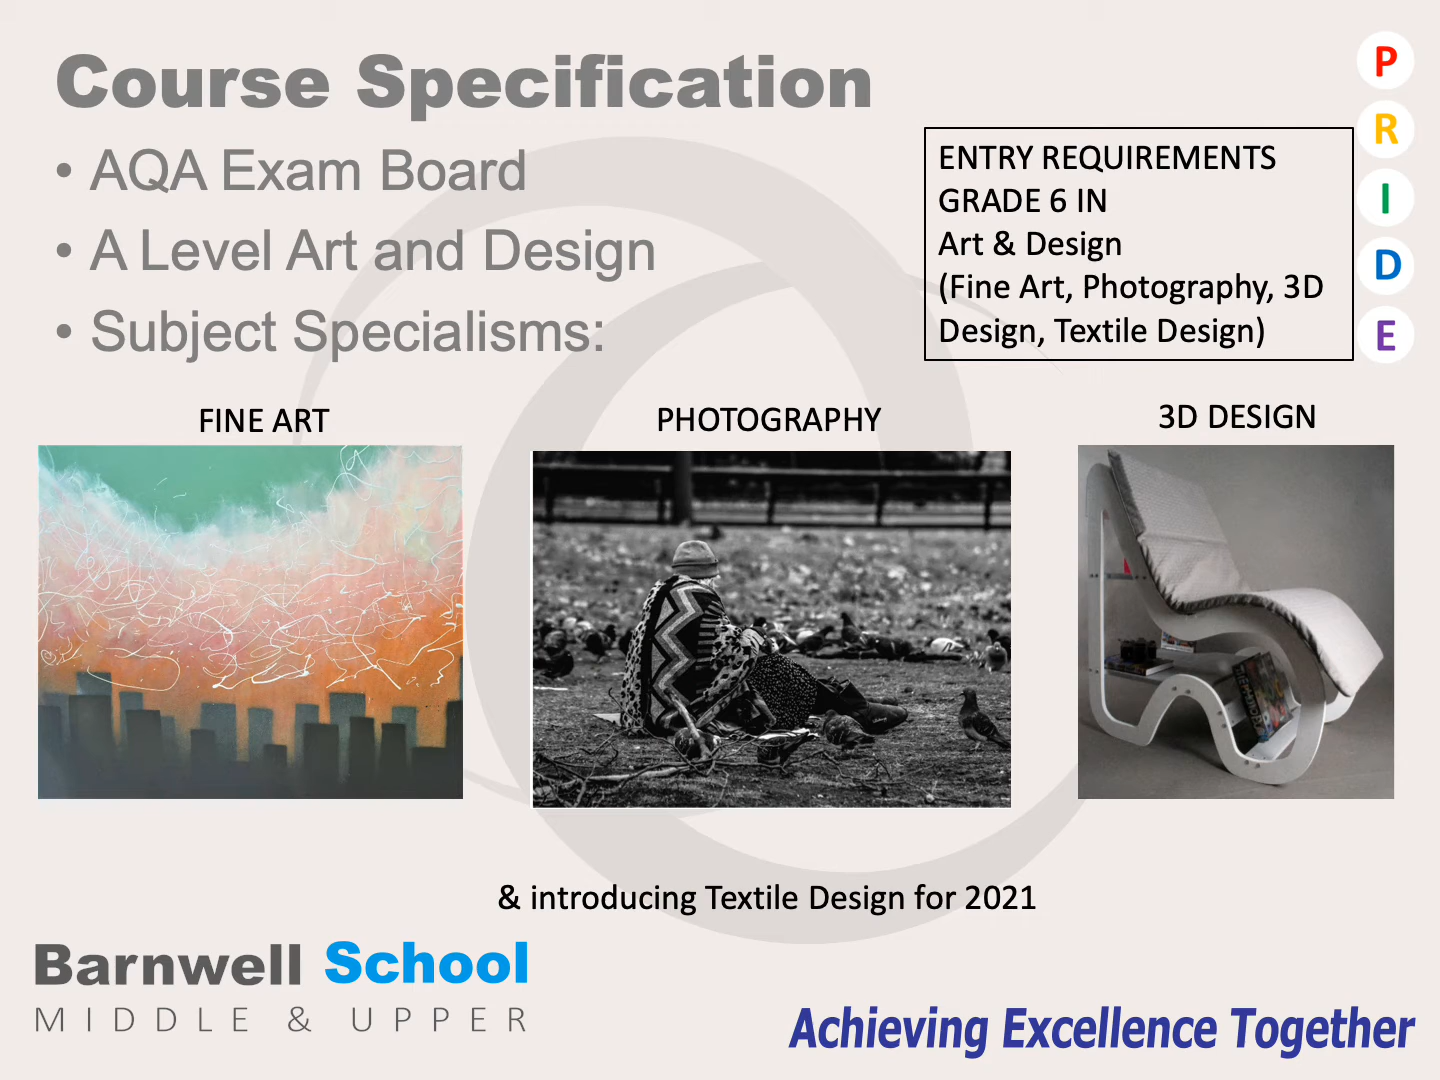 Course Specification
• AQA Exam Board
• A Level Art and Design
• Subject Specialisms:
ENTRY REQUIREMENTS
GRADE 6 IN
Art & Design
(Fine Art, Photography, 3D
Design, Textile Design)
P
R
I
D
E
FINE ART
PHOTOGRAPHY
3D DESIGN
& introducing Textile Design for 2021
Barnwell School
MIDDLE & UPPER
Achieving Excellence Together